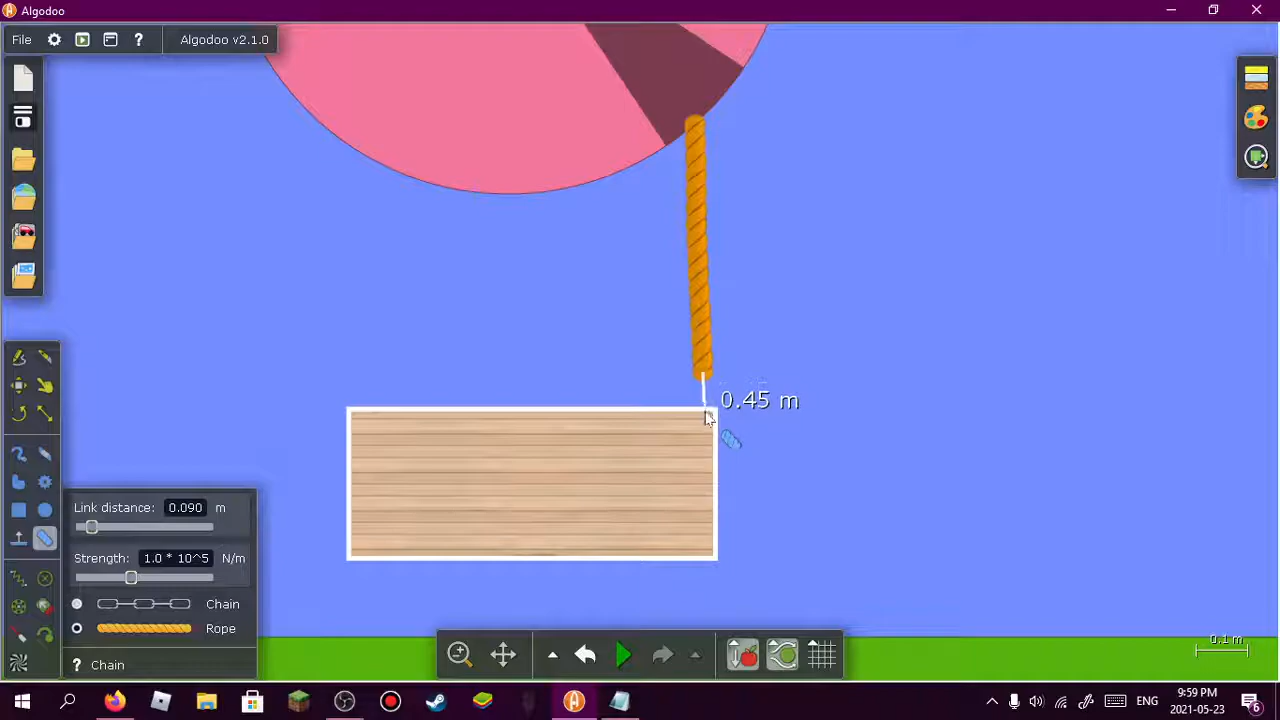 Algodoo
File
?
Algodoo v2.1.0
0.45 m
Link distance: 0.090 m
Strength: 1.0 * 10^5 N/m
Chain
Rope
? Chain
0.1 m
ENG
9:59 PM
2021-05-23
6